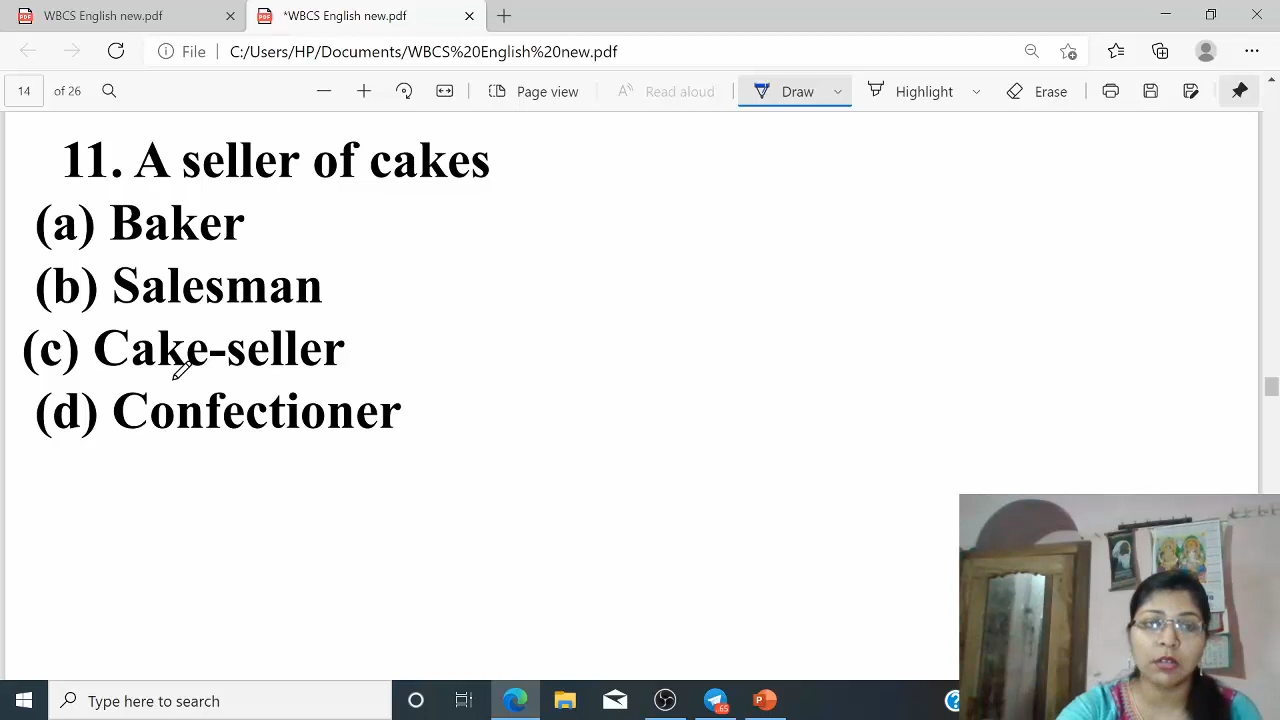 WBCS English new.pdf
*WBCS English new.pdf
File
C:/Users/HP/Documents/WBCS%20English%20new.pdf
14 of 26
Page view
Read aloud
Draw
Highlight
Erase
11. A seller of cakes
(a) Baker
(b) Salesman
(c) Cake-seller
(d) Confectioner
Type here to search